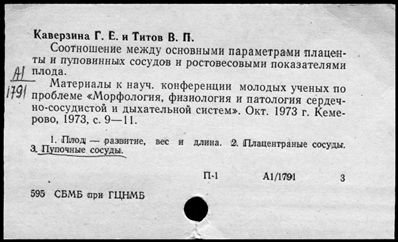 Каверзина Г. Е. и Титов В. П.
Соотношение между основными параметрами плацен-
ты и пуповинных сосудов и ростовесовыми показателями
плода.
А1/1791
Материалы к науч. конференции молодых ученых по
проблеме «Морфология, физиология и патология сердеч-
но-сосудистой и дыхательной систем». Окт. 1973 г. Кеме-
рово, 1973, с. 9—11.
1. Плод — развитие, вес и длина. 2. Плацентраные сосуды.
3. Пупочные сосуды.
П-1 А1/1791 3
595 СБМБ при ГЦНМБ